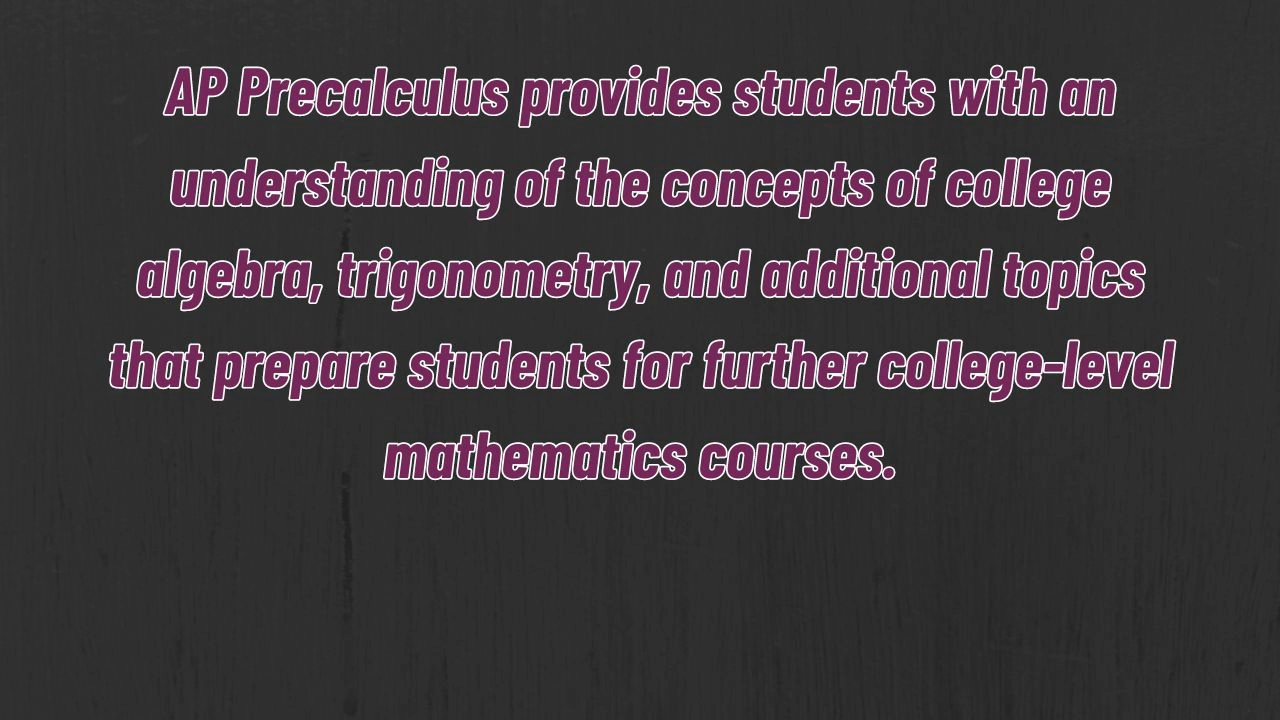 AP Precalculus provides students with an
understanding of the concepts of college
algebra, trigonometry, and additional topics
that prepare students for further college-level
mathematics courses.